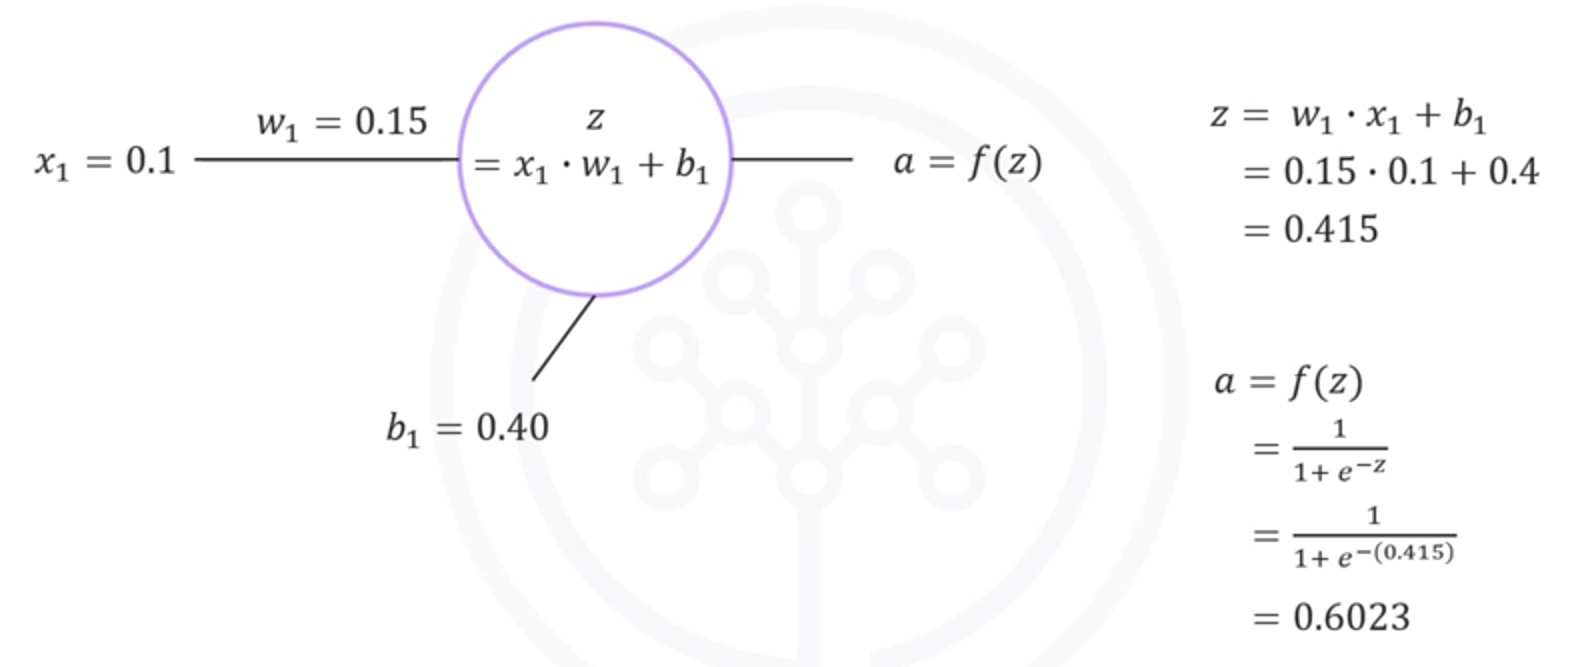 w₁ = 0.15
x₁ = 0.1
z
= x₁ · w₁ + b₁
a = f(z)
b₁ = 0.40
z = w₁ · x₁ + b₁
= 0.15 · 0.1 + 0.4
= 0.415
a = f(z)
= 1 / (1+ e⁻ᶻ)
= 1 / (1+ e^−(0.415))
= 0.6023